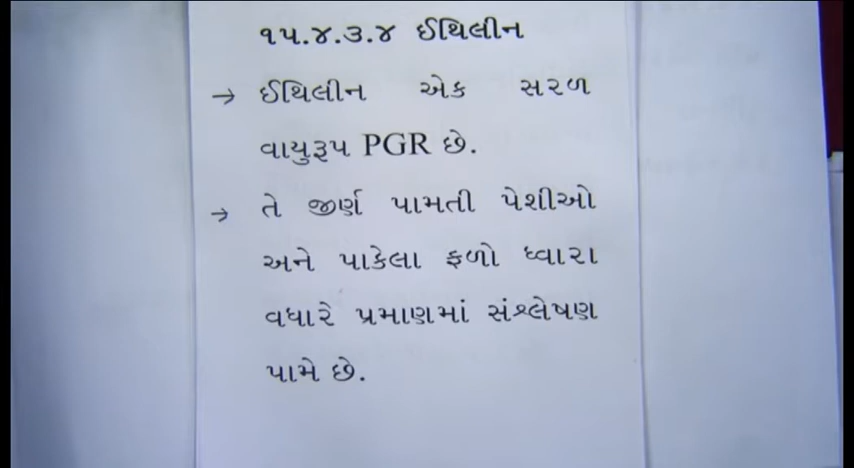 ૧૫.૪.૩.૪ ઈથિલીન
→ ઈથિલીન એક સરળ
વાયુરૂપ PGR છે.
→ તે જીર્ણ પામતી પેશીઓ
અને પાકેલા ફળો ધ્વારા
વધારે પ્રમાણમાં સંશ્લેષણ
પામે છે.